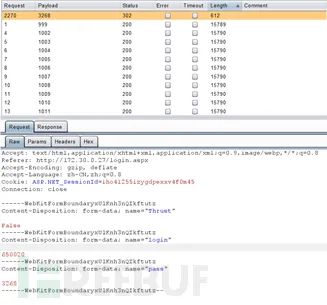 Request Payload Status Error Timeout Length Comment
2270 3268 302 612
1 999 200 15789
4 1002 200 15790
5 1003 200 15790
6 1004 200 15790
7 1005 200 15790
8 1006 200 15790
9 1007 200 15790
10 1008 200 15790
11 1009 200 15790
12 1010 200 15790
13 1011 200 15790
Request Response
Raw Params Headers Hex
Accept: text/html,application/xhtml+xml,application/xml;q=0.9,image/webp,*/*;q=0.8
Referer: http://172.30.0.27/login.aspx
Accept-Encoding: gzip, deflate
Accept-Language: zh-CN,zh;q=0.8
Cookie: ASP.NET_SessionId=iho41255izygdpexxv4f0m45
Connection: close
------WebKitFormBoundaryxU1Knh3nQIkftutz
Content-Disposition: form-data; name="Thrust"
False
------WebKitFormBoundaryxU1Knh3nQIkftutz
Content-Disposition: form-data; name="login"
650020
------WebKitFormBoundaryxU1Knh3nQIkftutz
Content-Disposition: form-data; name="pass"
3268
------WebKitFormBoundaryxU1Knh3nQIkftutz--
FREEBUF